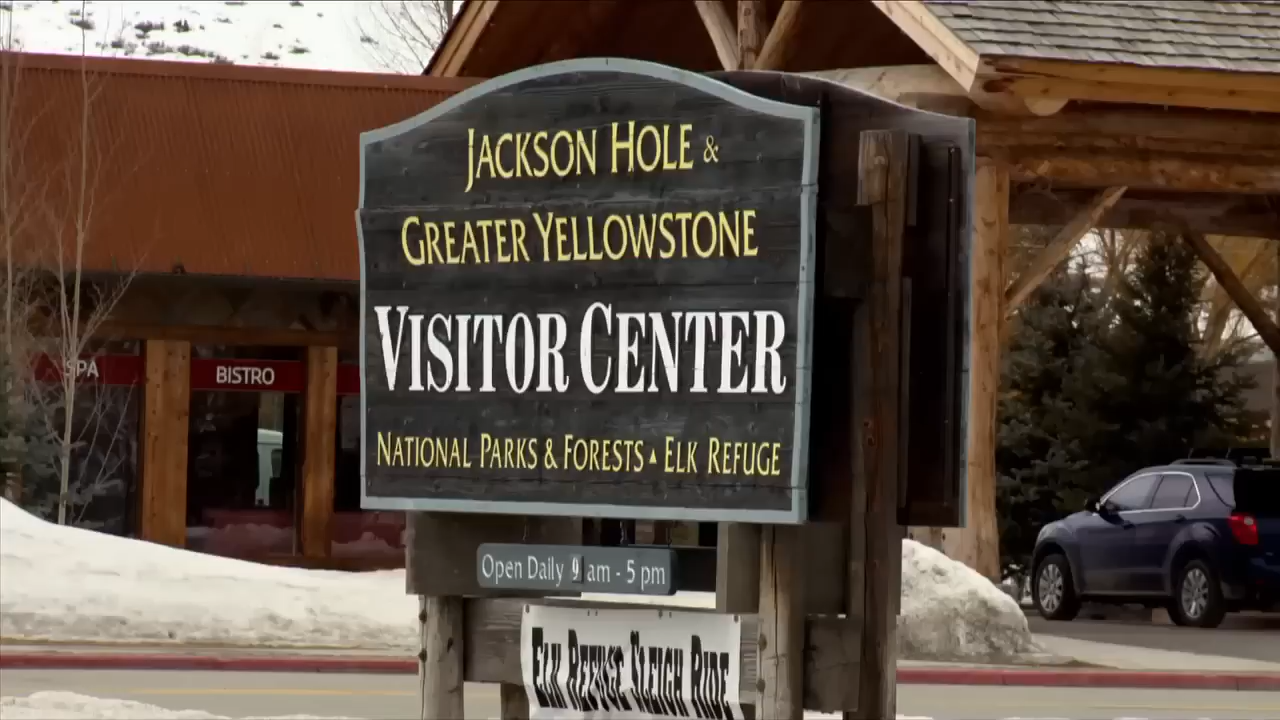 JACKSON HOLE &
GREATER YELLOWSTONE
VISITOR CENTER
NATIONAL PARKS & FORESTS ▲ ELK REFUGE
SPA
BISTRO
Open Daily 9 am - 5 pm
ELK REFUGE SLEIGH RIDE